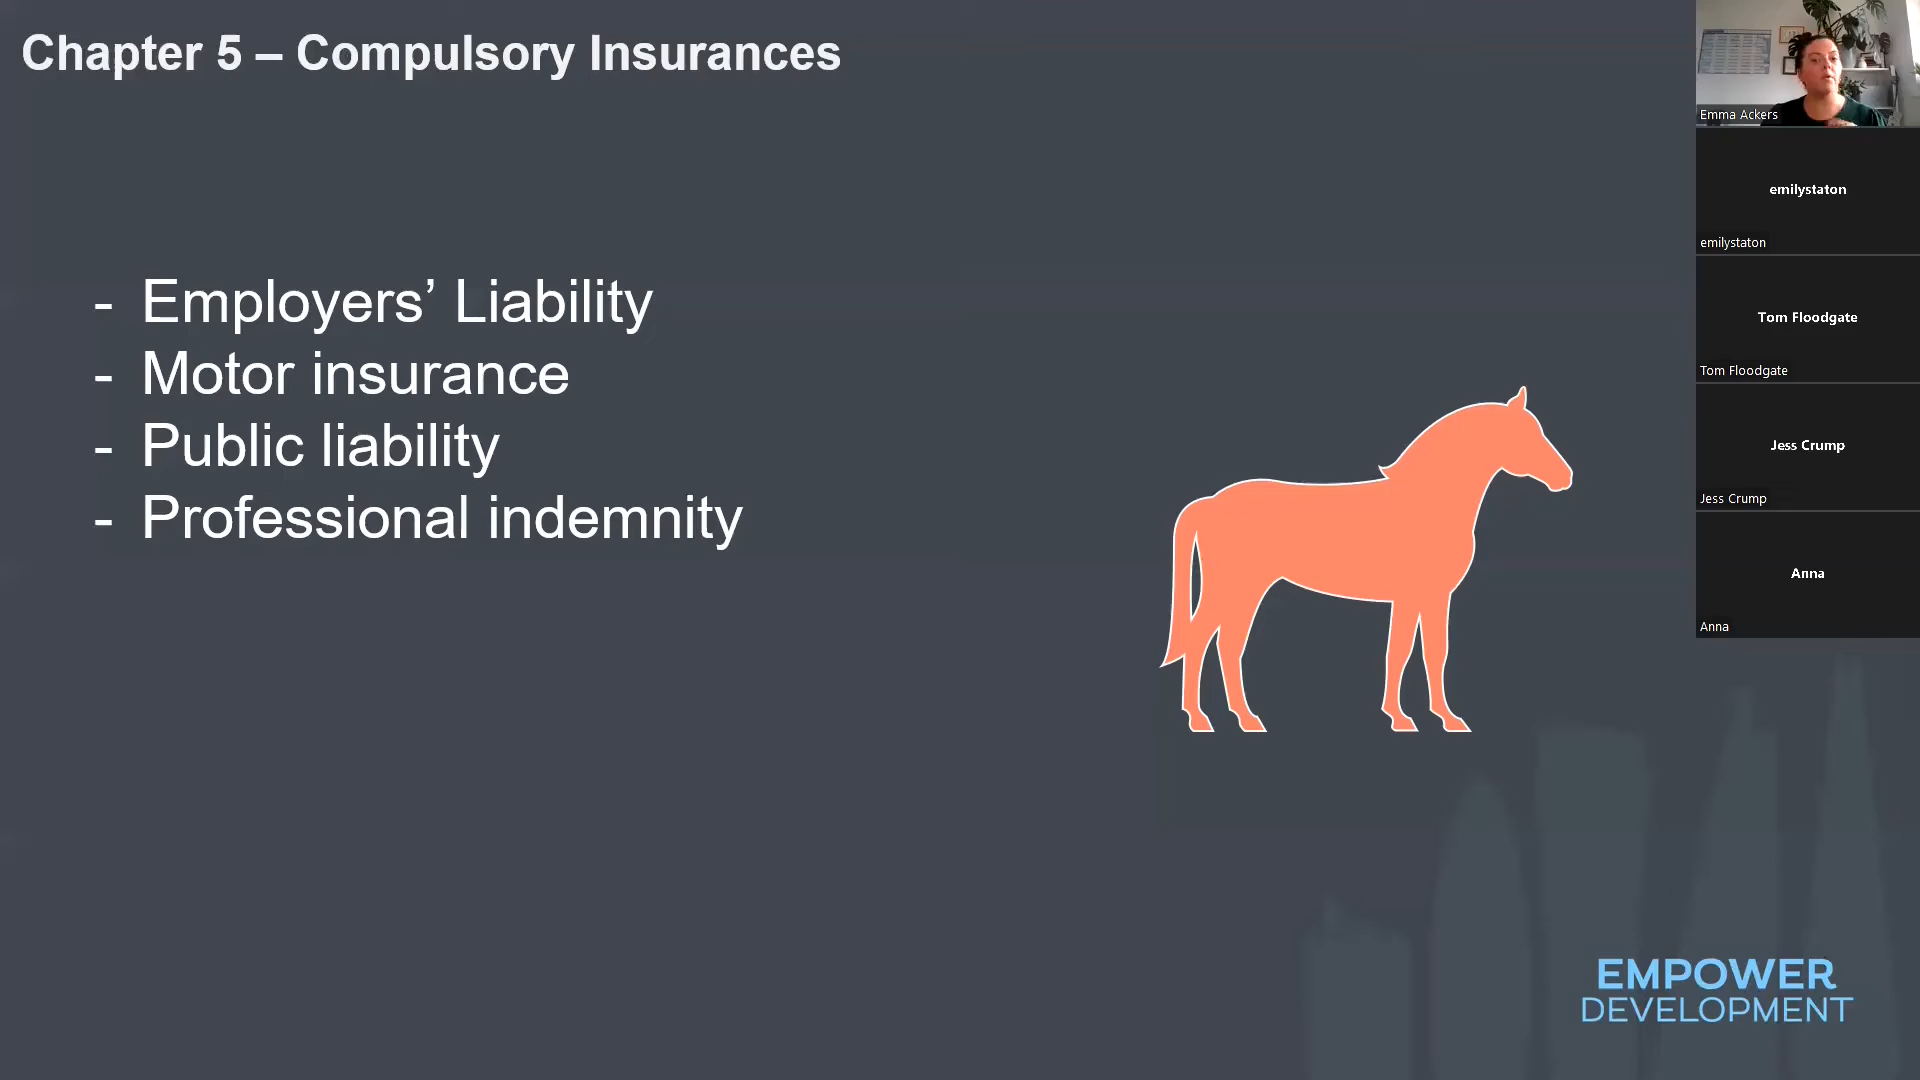 Chapter 5 – Compulsory Insurances
- Employers’ Liability
- Motor insurance
- Public liability
- Professional indemnity
EMPOWER
DEVELOPMENT
Emma Ackers
emilystaton
emilystaton
Tom Floodgate
Tom Floodgate
Jess Crump
Jess Crump
Anna
Anna